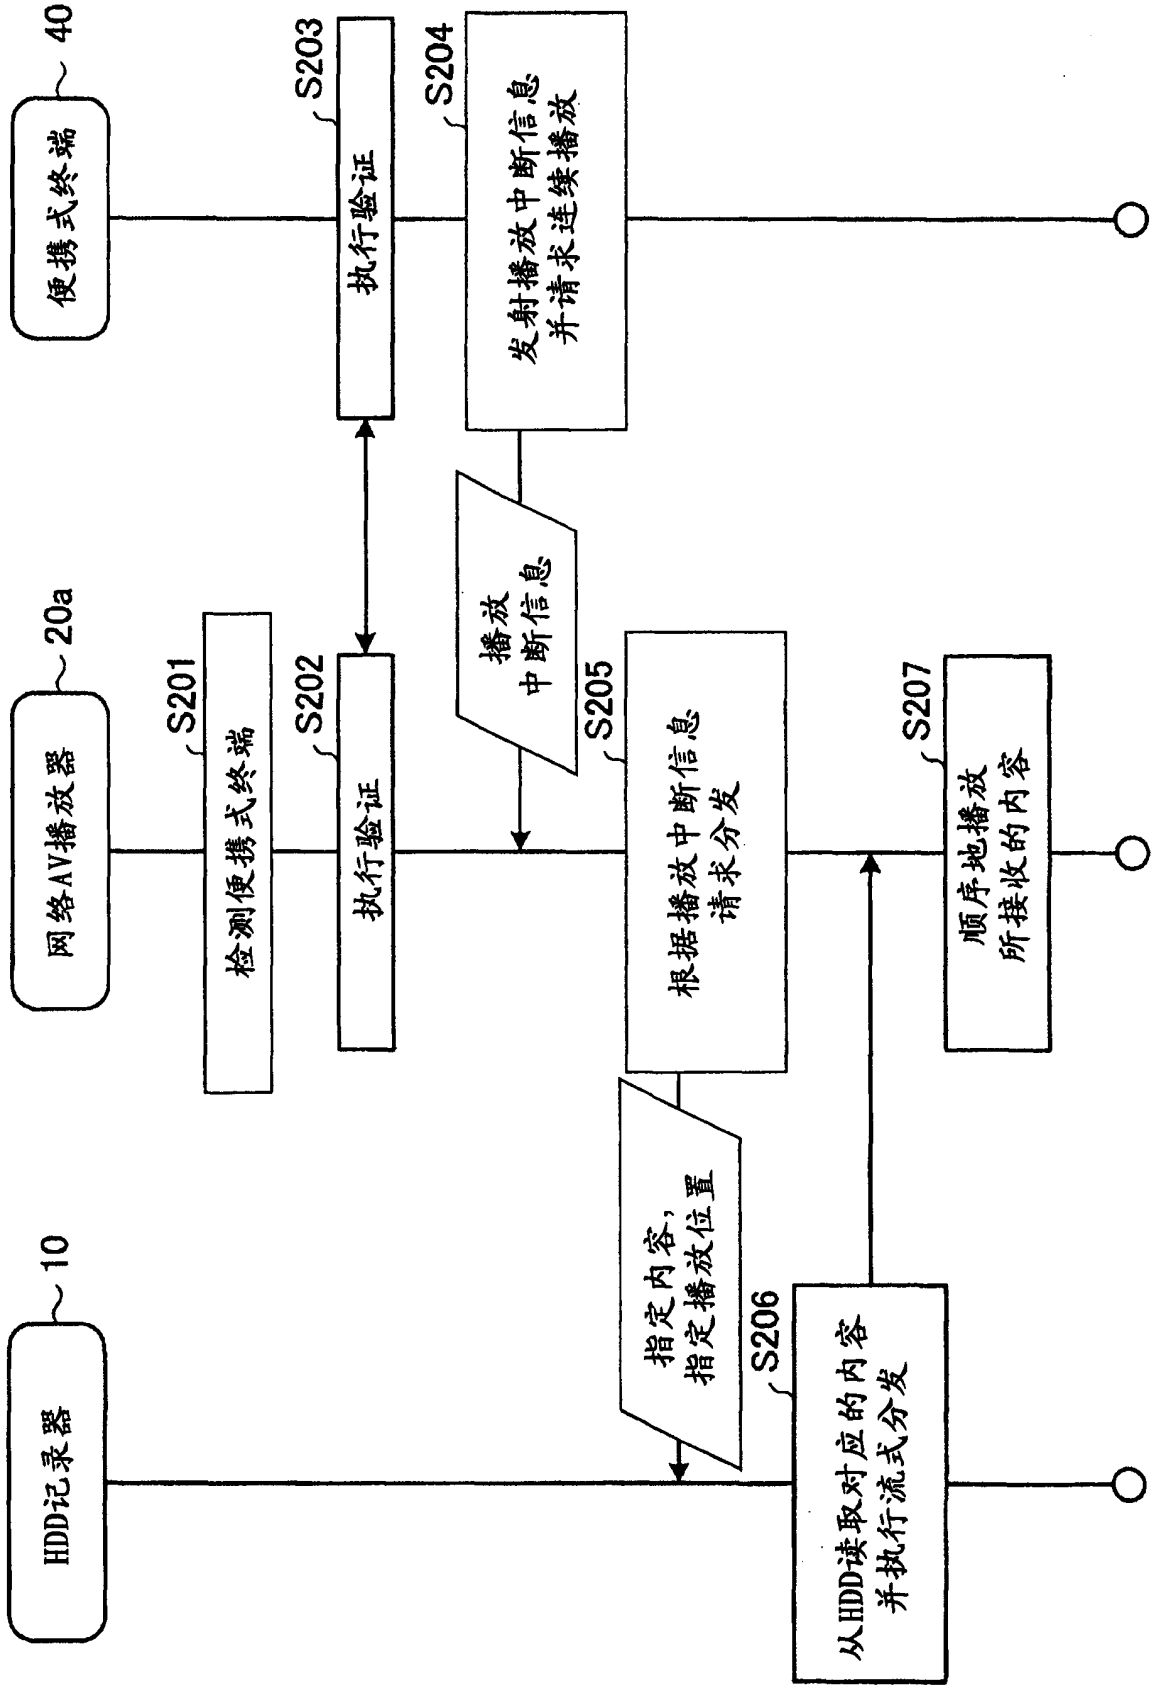 HDD记录器
10
网络AV播放器
20a
便携式终端
40
S201
检测便携式终端
S202
执行验证
S203
执行验证
S204
发射播放中断信息
并请求连续播放
播放
中断信息
S205
根据播放中断信息
请求分发
指定内容，
指定播放位置
S206
从HDD读取对应的内容
并执行流式分发
S207
顺序地播放
所接收的内容